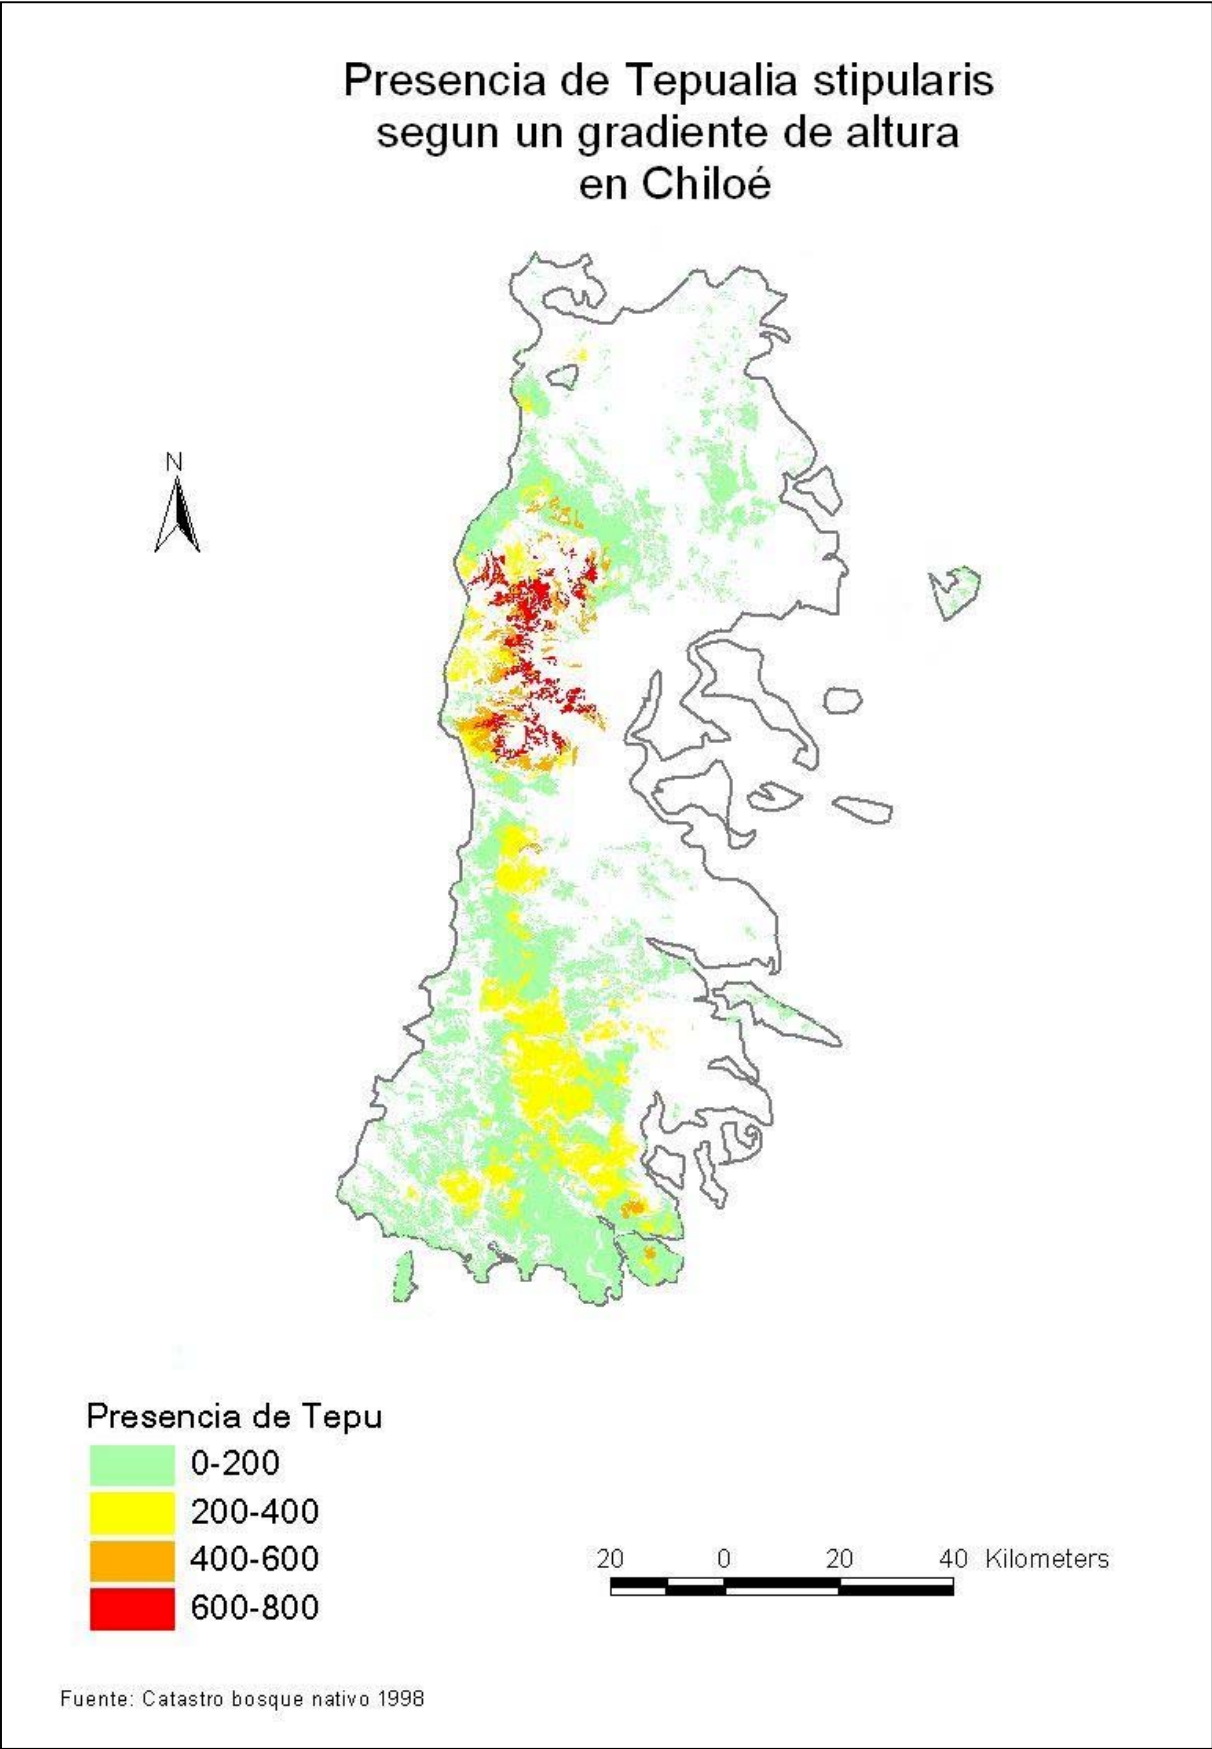 Presencia de Tepualia stipularis
segun un gradiente de altura
en Chiloé
N
Presencia de Tepu
0-200
200-400
400-600
600-800
20 0 20 40 Kilometers
Fuente: Catastro bosque nativo 1998